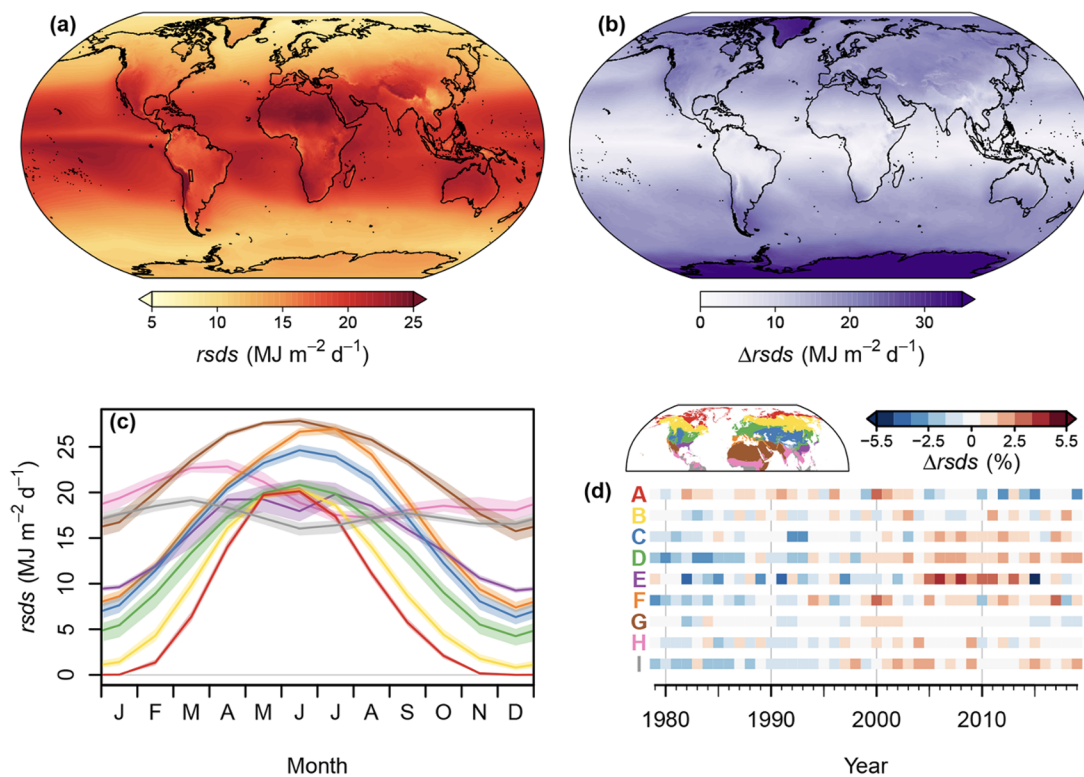 (a)
(b)
5 10 15 20 25
rsds (MJ m⁻² d⁻¹)
0 10 20 30
Δrsds (MJ m⁻² d⁻¹)
(c)
25
20
15
10
5
0
rsds (MJ m⁻² d⁻¹)
J F M A M J J A S O N D
Month
−5.5 −2.5 0 2.5 5.5
Δrsds (%)
(d)
A
B
C
D
E
F
G
H
I
1980 1990 2000 2010
Year